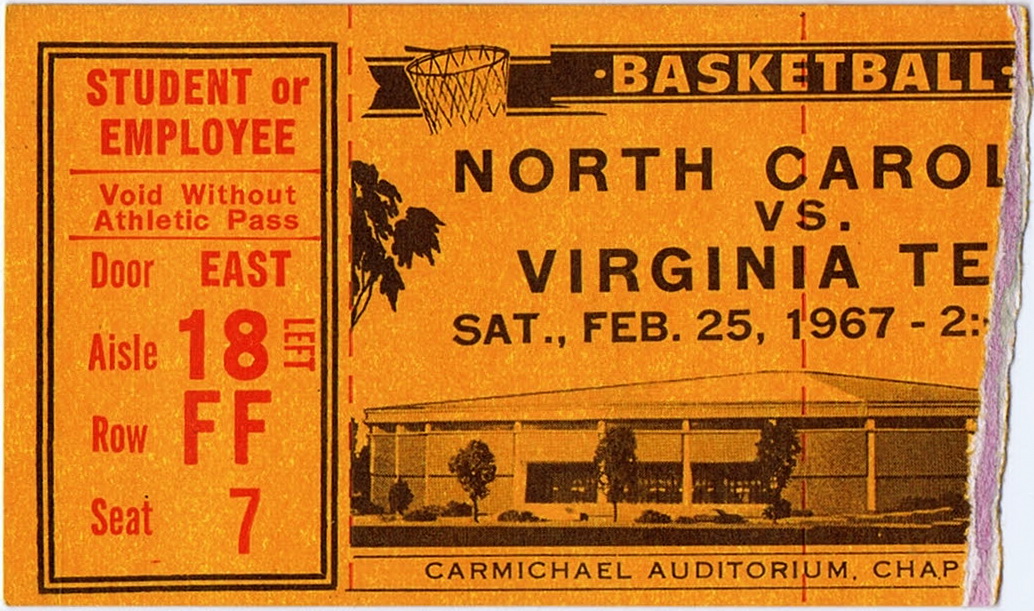 STUDENT or
EMPLOYEE
Void Without
Athletic Pass
Door EAST
Aisle 18 LEFT
Row FF
Seat 7
·BASKETBALL·
NORTH CAROL
VS.
VIRGINIA TE
SAT., FEB. 25, 1967 - 2:
CARMICHAEL AUDITORIUM, CHAP